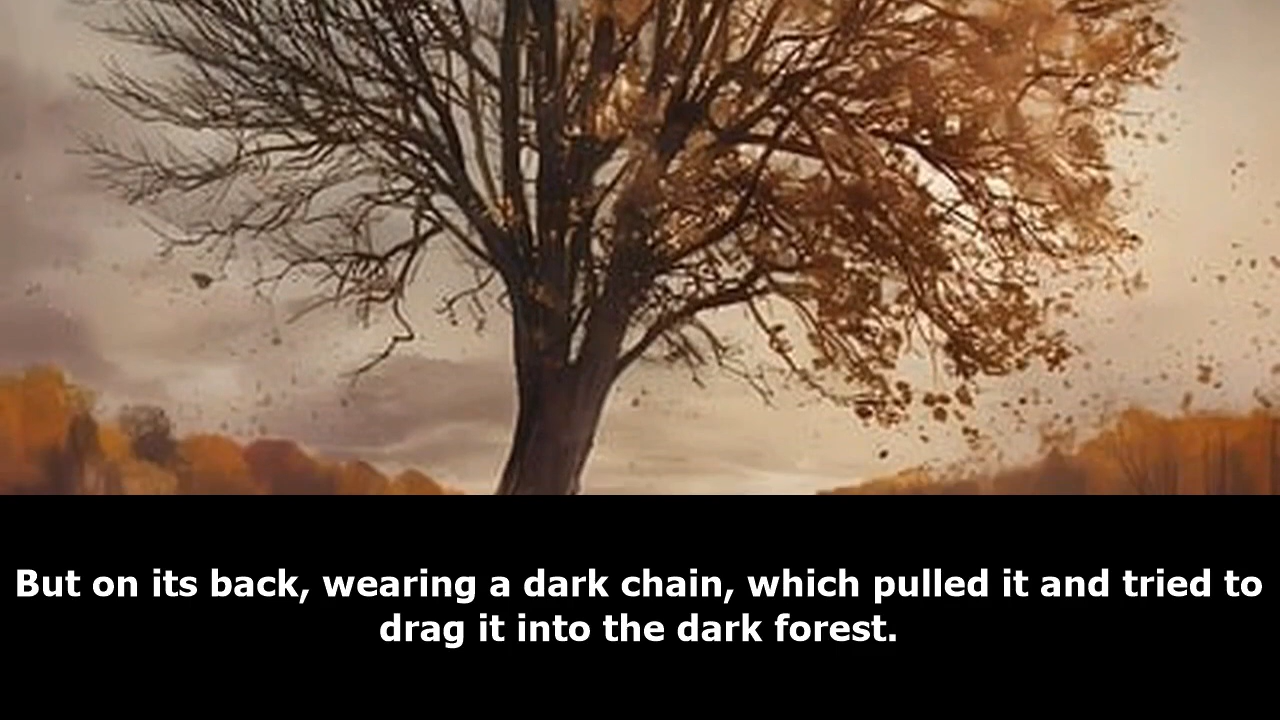 But on its back, wearing a dark chain, which pulled it and tried to
drag it into the dark forest.